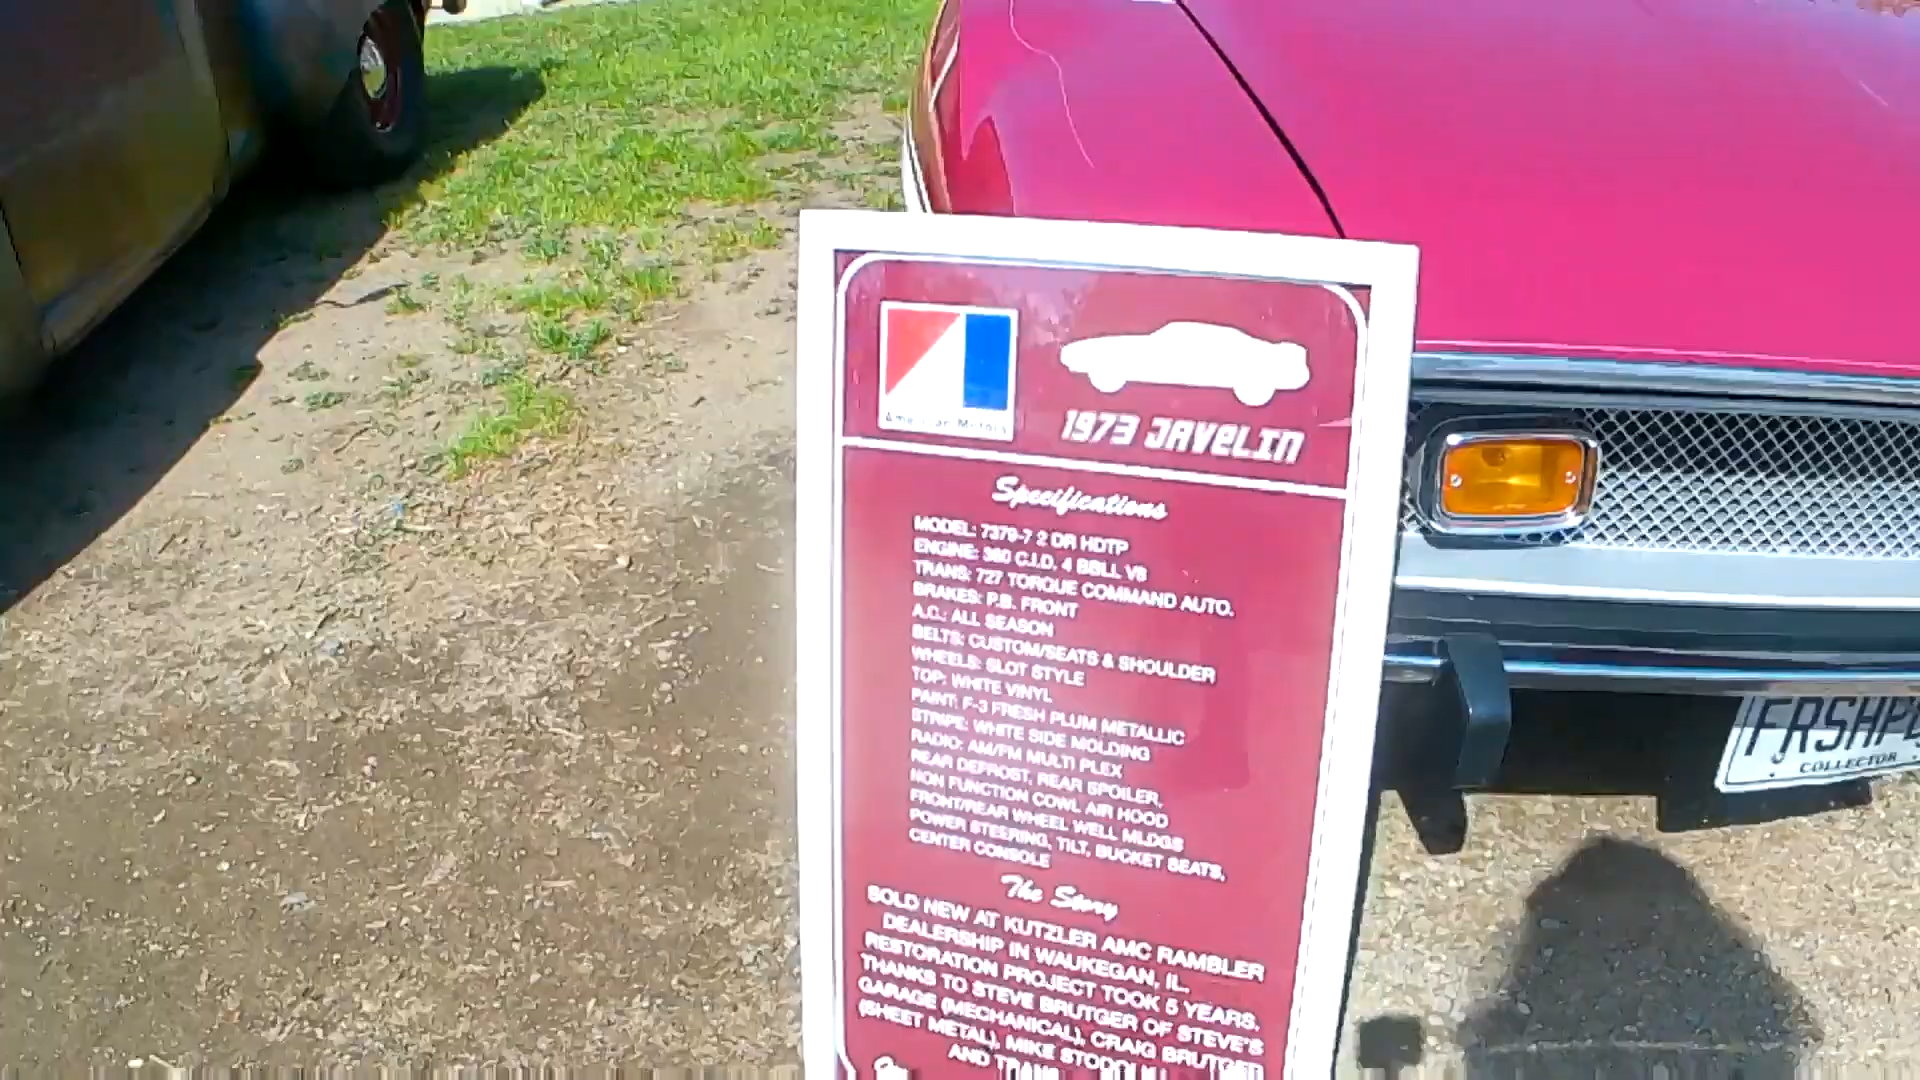 American Motors
1973 JAVELIN
Specifications
MODEL: 7379-7 2 DR HDTP
ENGINE: 360 C.I.D. 4 BBLL V8
TRANS: 727 TORQUE COMMAND AUTO.
BRAKES: P.B. FRONT
A.C.: ALL SEASON
BELTS: CUSTOM/SEATS & SHOULDER
WHEELS: SLOT STYLE
TOP: WHITE VINYL
PAINT: F-3 FRESH PLUM METALLIC
STRIPE: WHITE SIDE MOLDING
RADIO: AM/FM MULTI PLEX
REAR DEFROST, REAR SPOILER,
NON FUNCTION COWL AIR HOOD
FRONT/REAR WHEEL WELL MLDGS
POWER STEERING, TILT, BUCKET SEATS,
CENTER CONSOLE
The Story
SOLD NEW AT KUTZLER AMC RAMBLER
DEALERSHIP IN WAUKEGAN, IL.
RESTORATION PROJECT TOOK 5 YEARS.
THANKS TO STEVE BRUTGER OF STEVE'S
GARAGE (MECHANICAL), CRAIG BRUTGER
(SHEET METAL), MIKE
AND
FRSHP
COLLECTOR